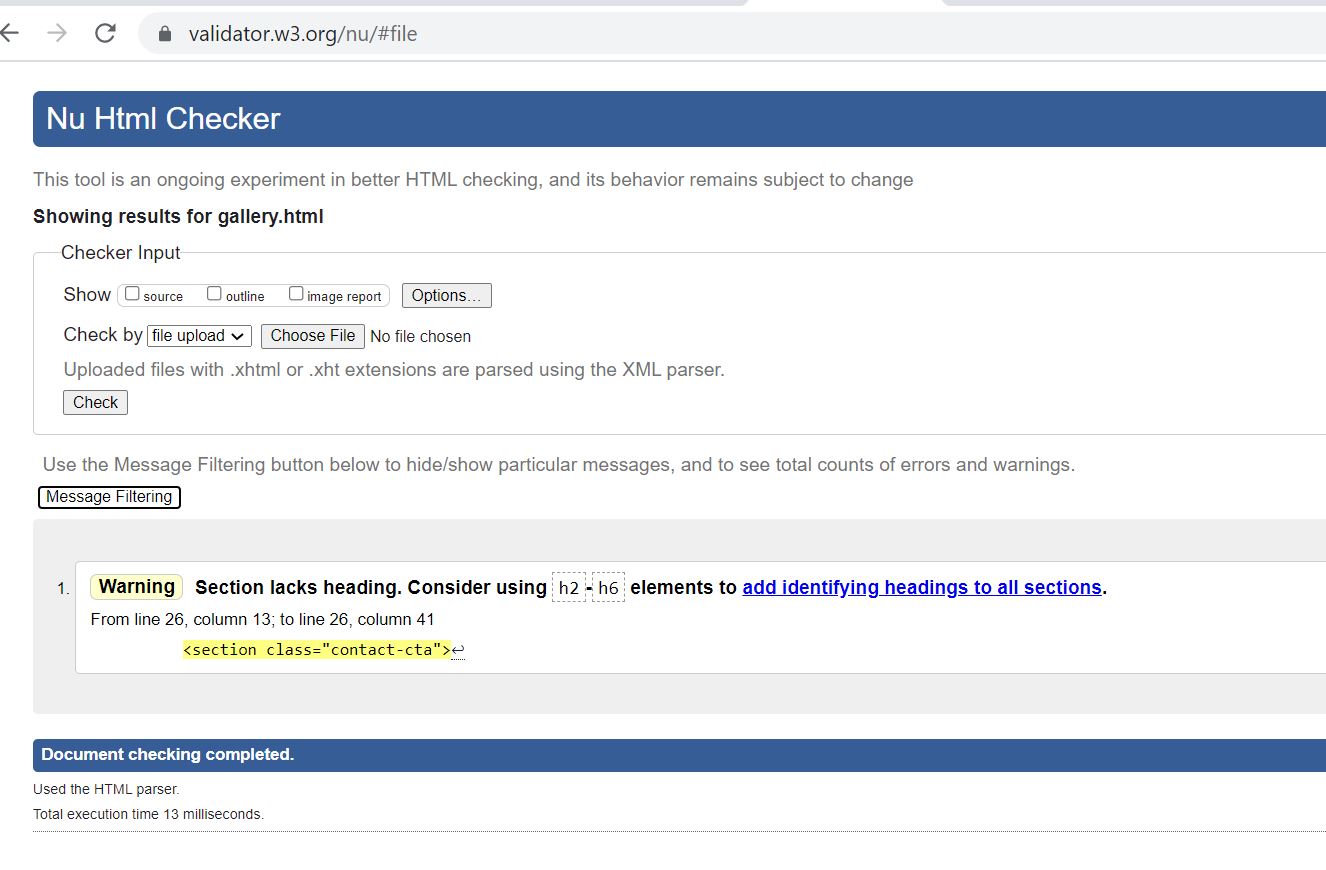 validator.w3.org/nu/#file
Nu Html Checker
This tool is an ongoing experiment in better HTML checking, and its behavior remains subject to change
Showing results for gallery.html
Checker Input
Show source outline image report Options...
Check by file upload Choose File No file chosen
Uploaded files with .xhtml or .xht extensions are parsed using the XML parser.
Check
Use the Message Filtering button below to hide/show particular messages, and to see total counts of errors and warnings.
Message Filtering
1. Warning Section lacks heading. Consider using h2-h6 elements to add identifying headings to all sections.
From line 26, column 13; to line 26, column 41
<section class="contact-cta">↩
Document checking completed.
Used the HTML parser.
Total execution time 13 milliseconds.